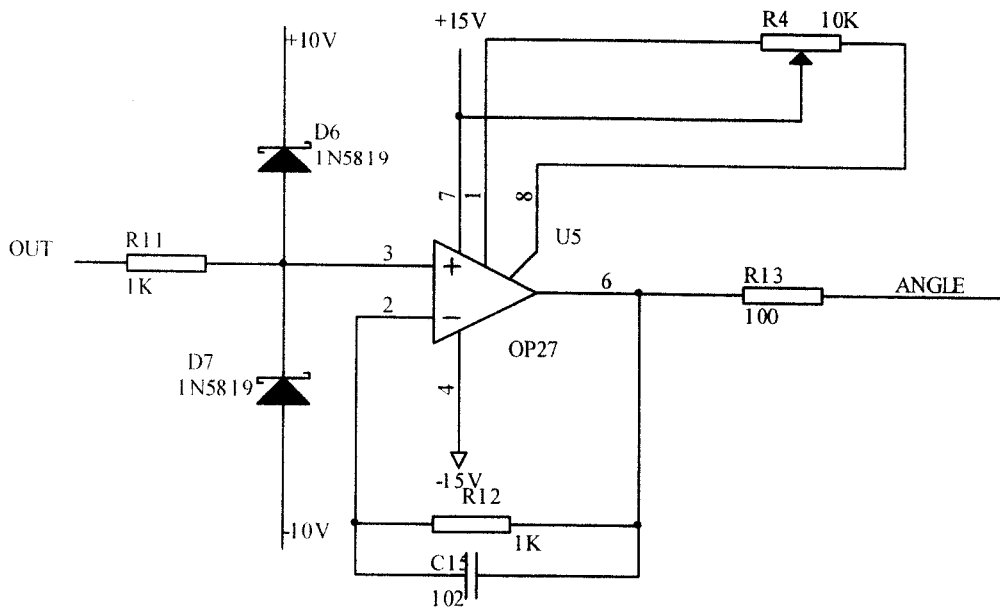 +15V
R4 10K
+10V
D6
1N5819
7
1
8
OUT
R11
1K
3
U5
2
6
R13
100
ANGLE
OP27
D7
1N5819
4
-15V
R12
1K
-10V
C15
102